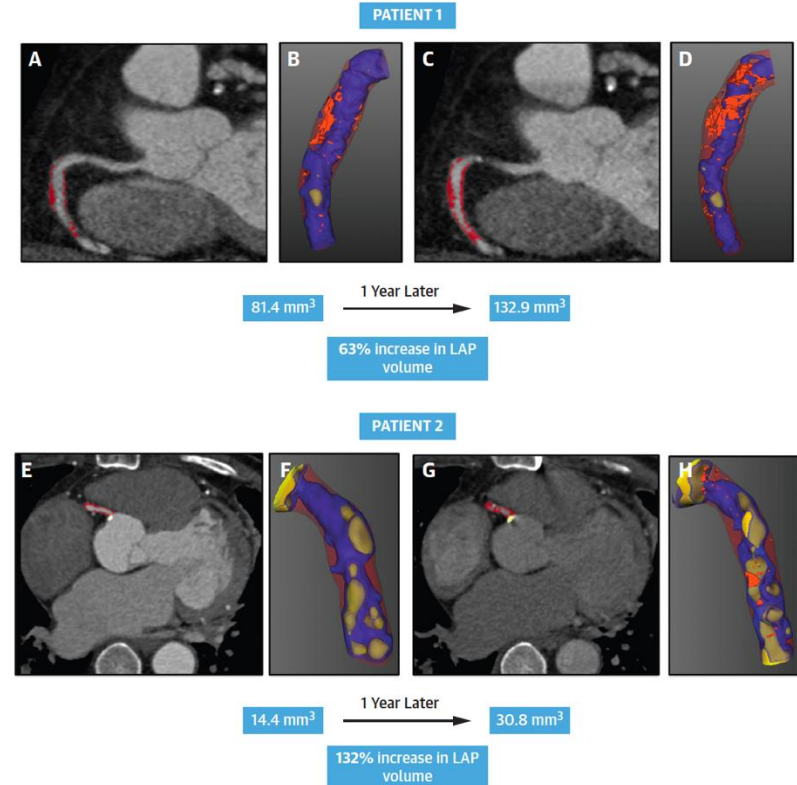 PATIENT 1
A B C D
1 Year Later
81.4 mm³ 132.9 mm³
63% increase in LAP
volume
PATIENT 2
E F G H
1 Year Later
14.4 mm³ 30.8 mm³
132% increase in LAP
volume